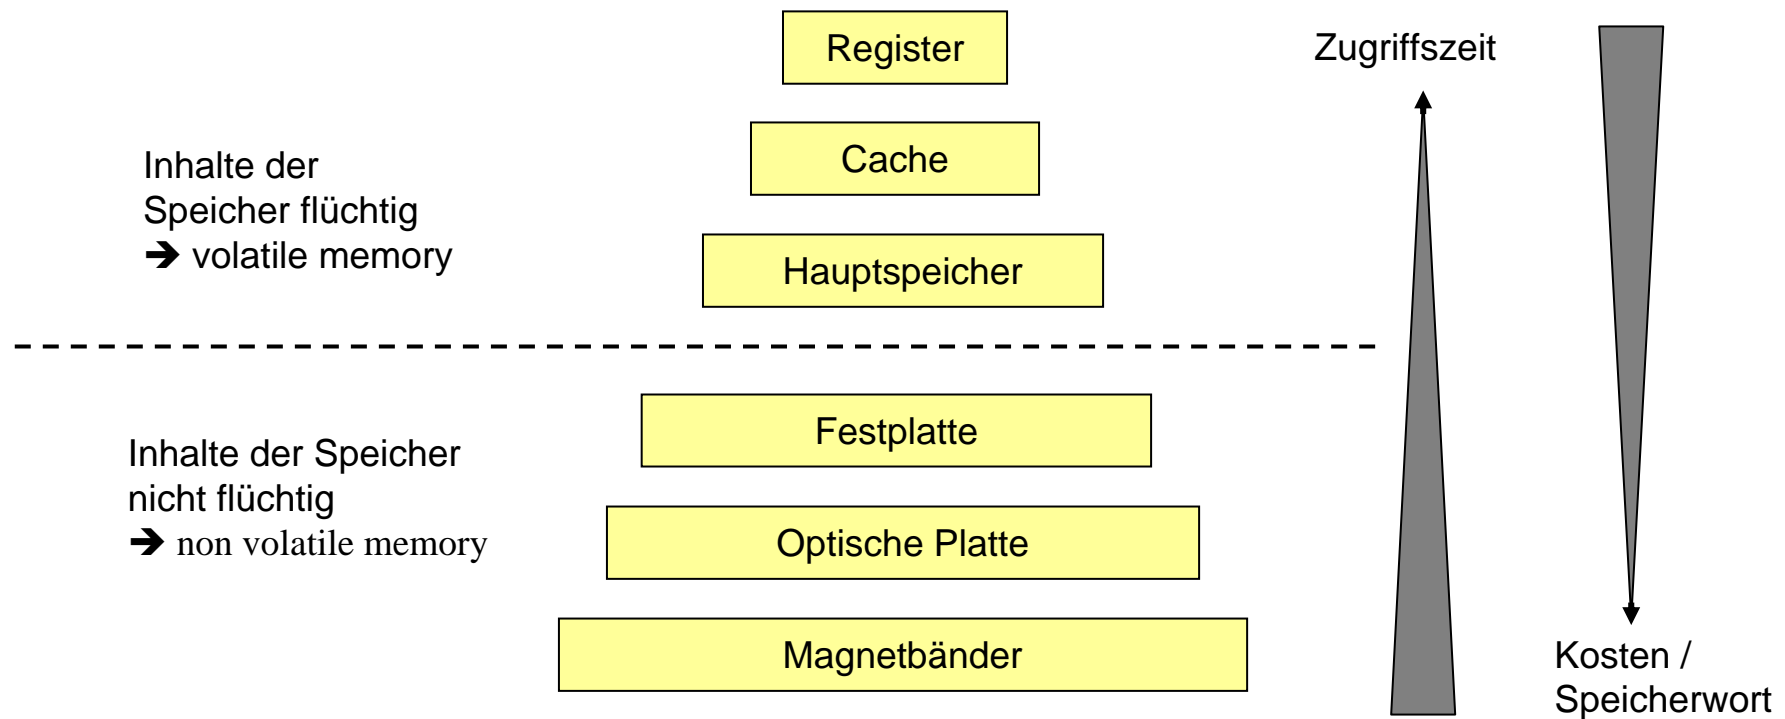 Register
Zugriffszeit
Cache
Inhalte der
Speicher flüchtig
➔ volatile memory
Hauptspeicher
Festplatte
Inhalte der Speicher
nicht flüchtig
➔ non volatile memory
Optische Platte
Magnetbänder
Kosten /
Speicherwort